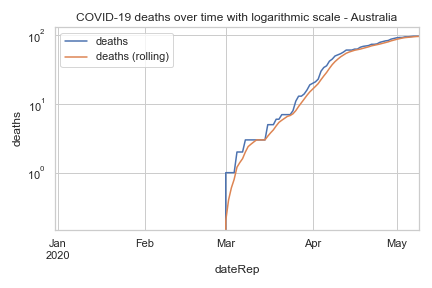 COVID-19 deaths over time with logarithmic scale - Australia
deaths
deaths (rolling)
10²
10¹
10⁰
deaths
Jan
2020
Feb
Mar
Apr
May
dateRep